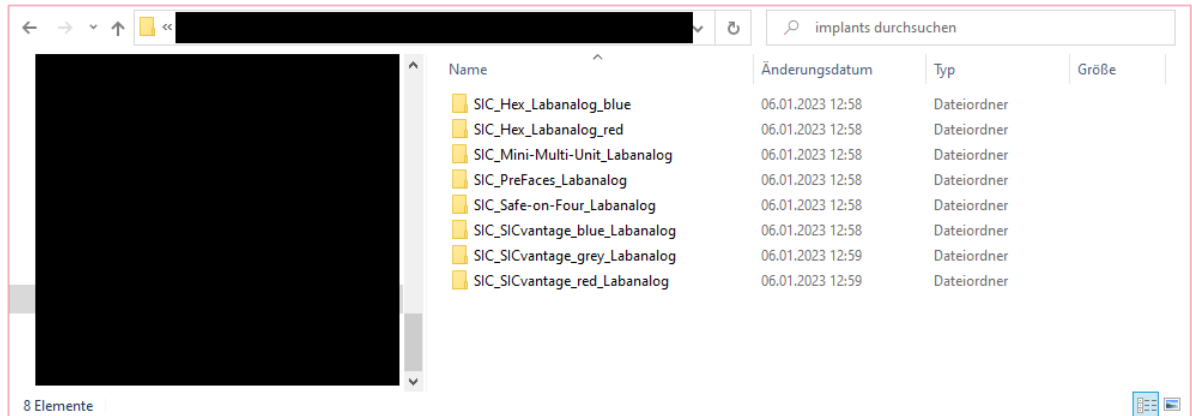 « implants durchsuchen
Name Änderungsdatum Typ Größe
SIC_Hex_Labanalog_blue 06.01.2023 12:58 Dateiordner
SIC_Hex_Labanalog_red 06.01.2023 12:58 Dateiordner
SIC_Mini-Multi-Unit_Labanalog 06.01.2023 12:58 Dateiordner
SIC_PreFaces_Labanalog 06.01.2023 12:58 Dateiordner
SIC_Safe-on-Four_Labanalog 06.01.2023 12:58 Dateiordner
SIC_SICvantage_blue_Labanalog 06.01.2023 12:58 Dateiordner
SIC_SICvantage_grey_Labanalog 06.01.2023 12:59 Dateiordner
SIC_SICvantage_red_Labanalog 06.01.2023 12:59 Dateiordner
8 Elemente